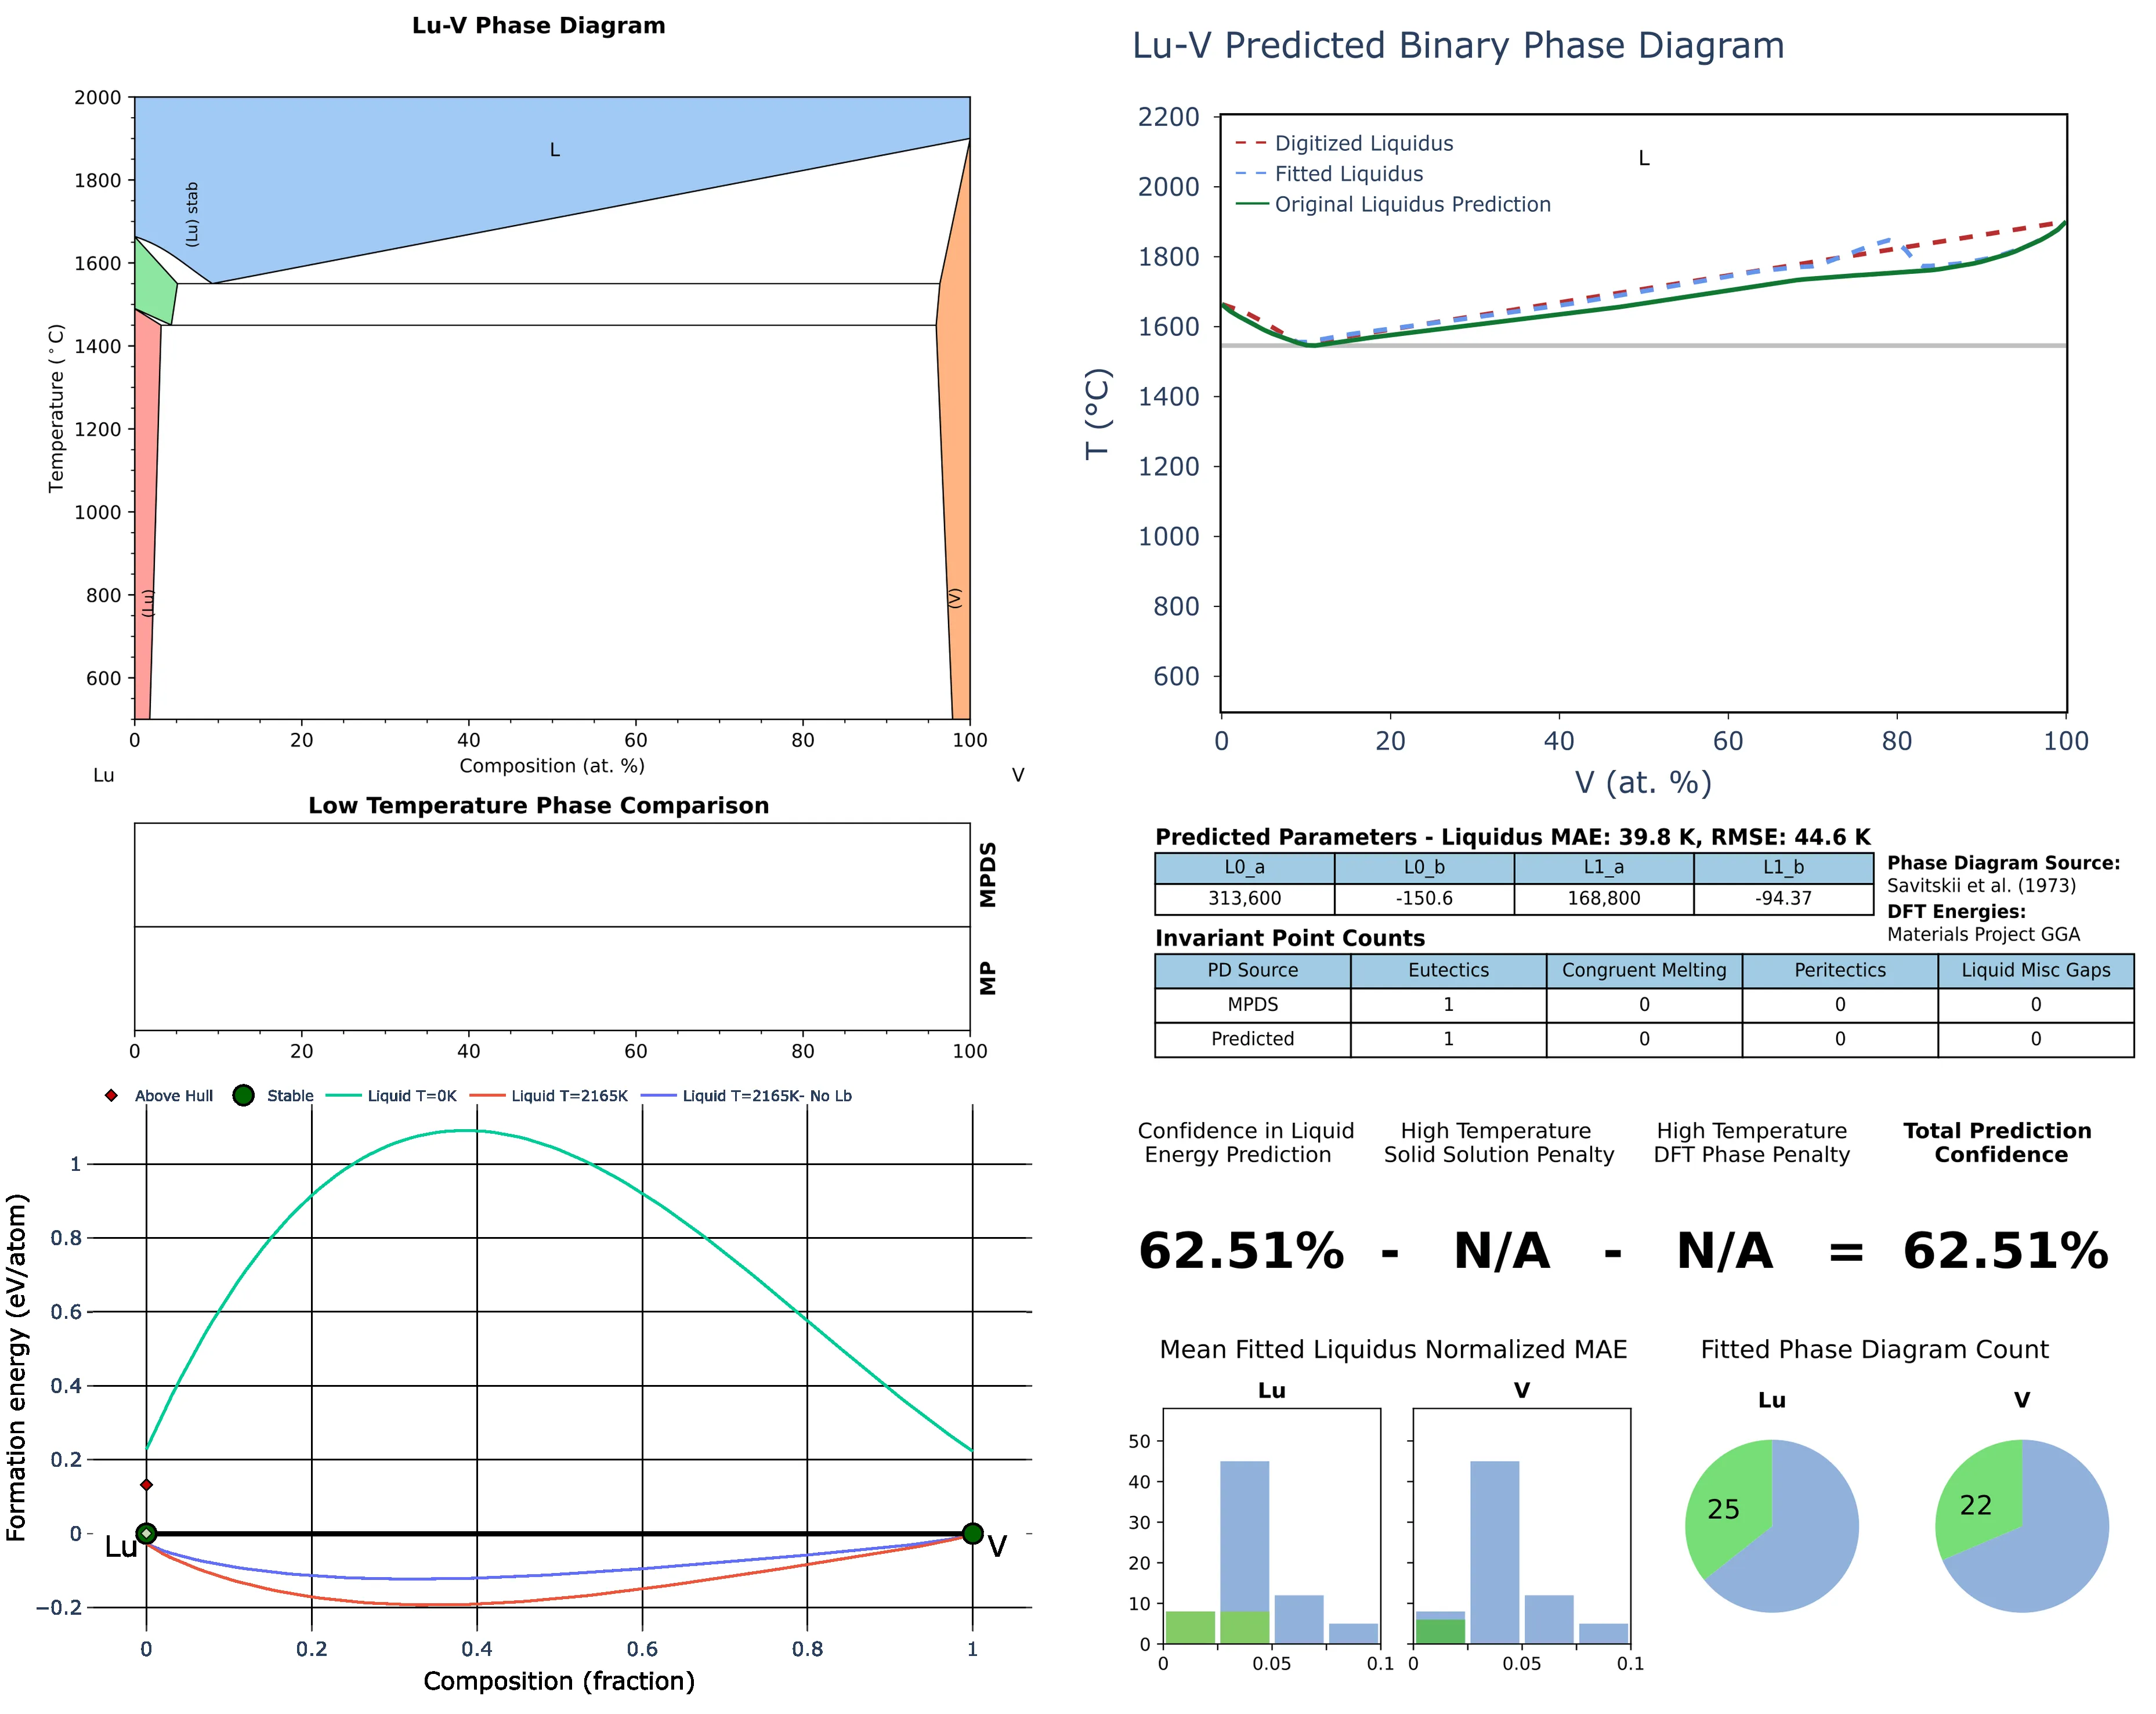 Lu-V Phase Diagram
2000
1800
1600
1400
1200
1000
800
600
Temperature (°C)
L
(Lu) stab
(Lu)
(V)
0 20 40 60 80 100
Composition (at. %)
Lu V
Lu-V Predicted Binary Phase Diagram
2200
2000
1800
1600
1400
1200
1000
800
600
T (°C)
Digitized Liquidus
Fitted Liquidus
Original Liquidus Prediction
L
0 20 40 60 80 100
V (at. %)
Low Temperature Phase Comparison
MPDS
MP
0 20 40 60 80 100
Predicted Parameters - Liquidus MAE: 39.8 K, RMSE: 44.6 K
L0_a L0_b L1_a L1_b
313,600 -150.6 168,800 -94.37
Phase Diagram Source:
Savitskii et al. (1973)
DFT Energies:
Materials Project GGA
Invariant Point Counts
PD Source Eutectics Congruent Melting Peritectics Liquid Misc Gaps
MPDS 1 0 0 0
Predicted 1 0 0 0
Above Hull Stable Liquid T=0K Liquid T=2165K Liquid T=2165K- No Lb
1
0.8
0.6
0.4
0.2
0
−0.2
Formation energy (eV/atom)
Lu V
0 0.2 0.4 0.6 0.8 1
Composition (fraction)
Confidence in Liquid
Energy Prediction
High Temperature
Solid Solution Penalty
High Temperature
DFT Phase Penalty
Total Prediction
Confidence
62.51% - N/A - N/A = 62.51%
Mean Fitted Liquidus Normalized MAE
Lu V
50
40
30
20
10
0
0 0.05 0.1 0 0.05 0.1
Fitted Phase Diagram Count
Lu V
25 22